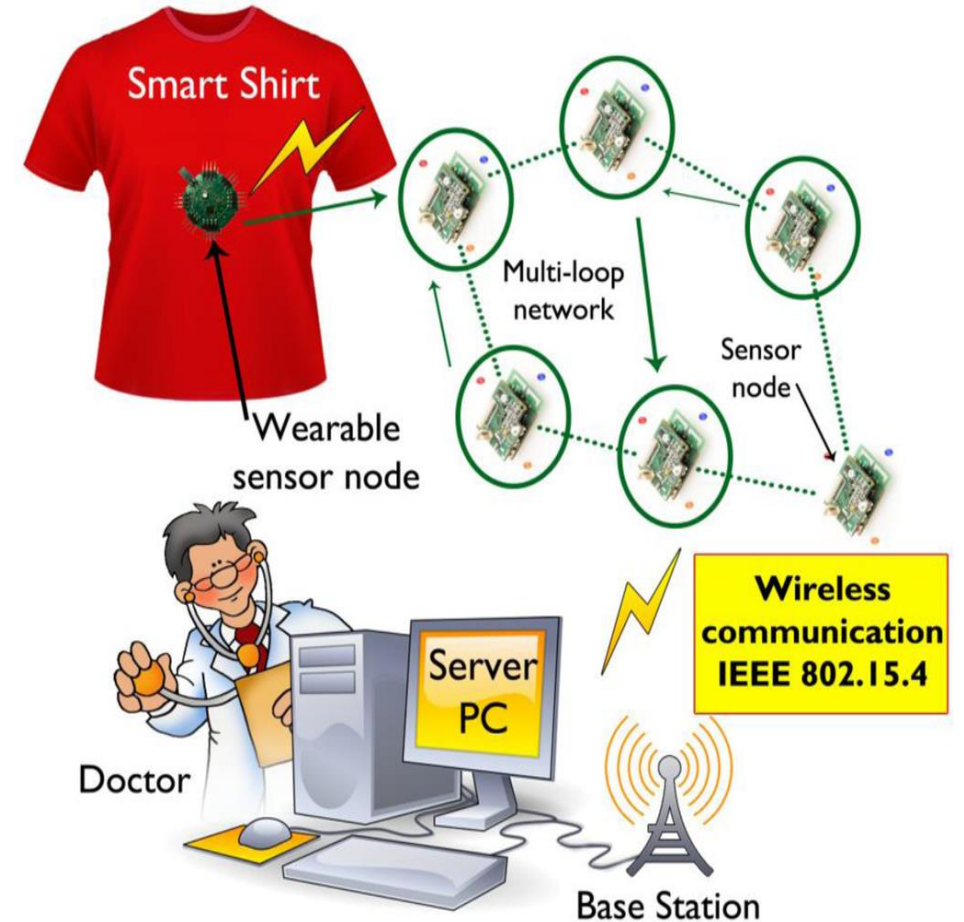 Smart Shirt
Multi-loop
network
Sensor
node
Wearable
sensor node
Wireless
communication
IEEE 802.15.4
Server
PC
Doctor
Base Station